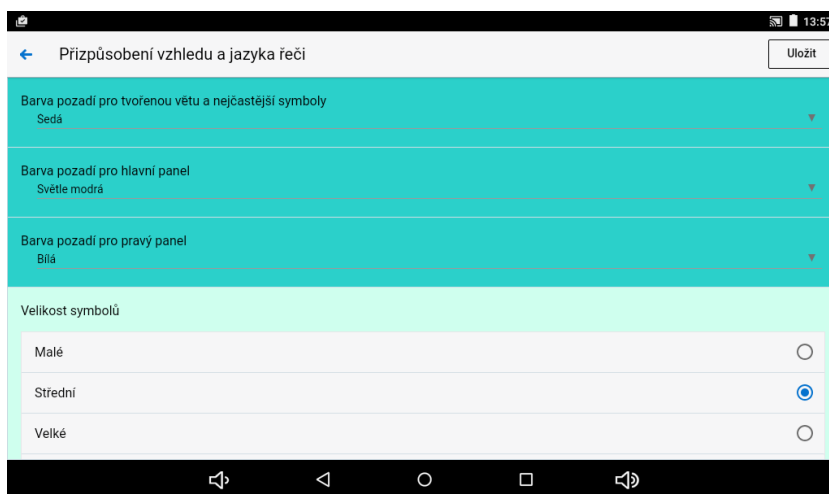 13:57
Přizpůsobení vzhledu a jazyka řeči
Uložit
Barva pozadí pro tvořenou větu a nejčastější symboly
Sedá
Barva pozadí pro hlavní panel
Světle modrá
Barva pozadí pro pravý panel
Bílá
Velikost symbolů
Malé
Střední
Velké